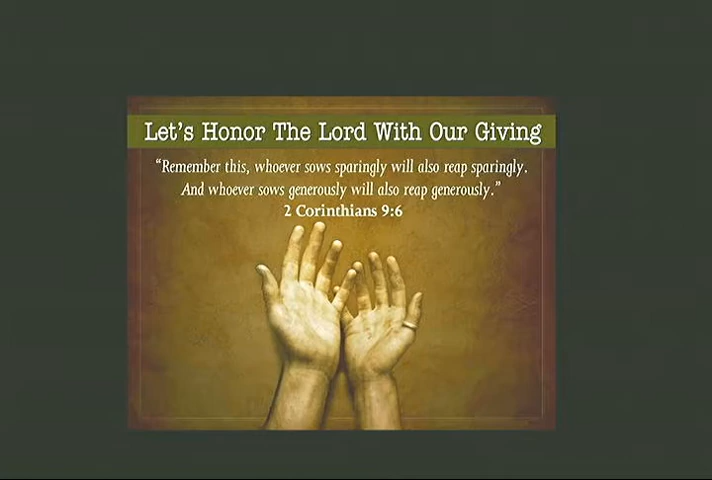 Let's Honor The Lord With Our Giving
“Remember this, whoever sows sparingly will also reap sparingly.
And whoever sows generously will also reap generously.”
2 Corinthians 9:6